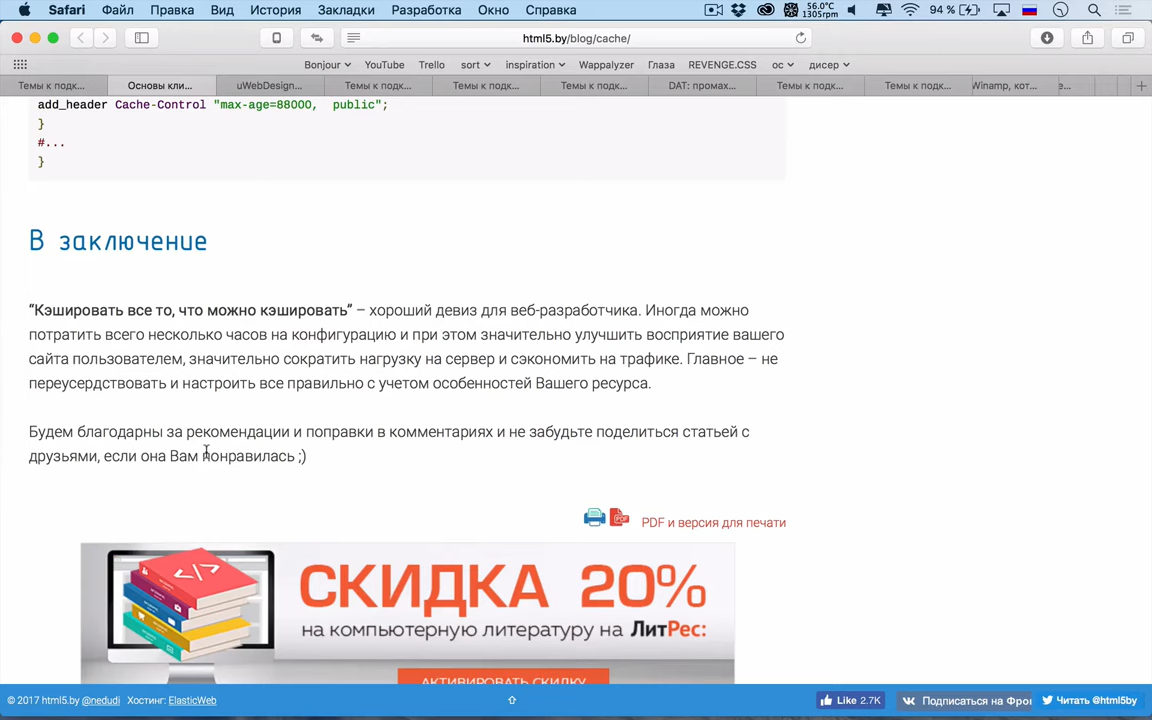 Safari Файл Правка Вид История Закладки Разработка Окно Справка 56.0°C 1305rpm 94 %
html5.by/blog/cache/
Bonjour YouTube Trello sort inspiration Wappalyzer Глаза REVENGE.CSS ос дисер
Темы к подк... Основы кли... uWebDesign... Темы к подк... Темы к подк... Темы к подк... DAT: промах... Темы к подк... Темы к подк... Winamp, кот...
add_header Cache-Control "max-age=88000, public";
}
#...
}
В заключение
“Кэшировать все то, что можно кэшировать” – хороший девиз для веб-разработчика. Иногда можно
потратить всего несколько часов на конфигурацию и при этом значительно улучшить восприятие вашего
сайта пользователем, значительно сократить нагрузку на сервер и сэкономить на трафике. Главное – не
переусердствовать и настроить все правильно с учетом особенностей Вашего ресурса.
Будем благодарны за рекомендации и поправки в комментариях и не забудьте поделиться статьей с
друзьями, если она Вам понравилась ;)
PDF PDF и версия для печати
СКИДКА 20%
на компьютерную литературу на ЛитРес:
АКТИВИРОВАТЬ СКИДКУ
© 2017 html5.by @nedudi Хостинг: ElasticWeb Like 2.7K Подписаться на Фро Читать @html5by